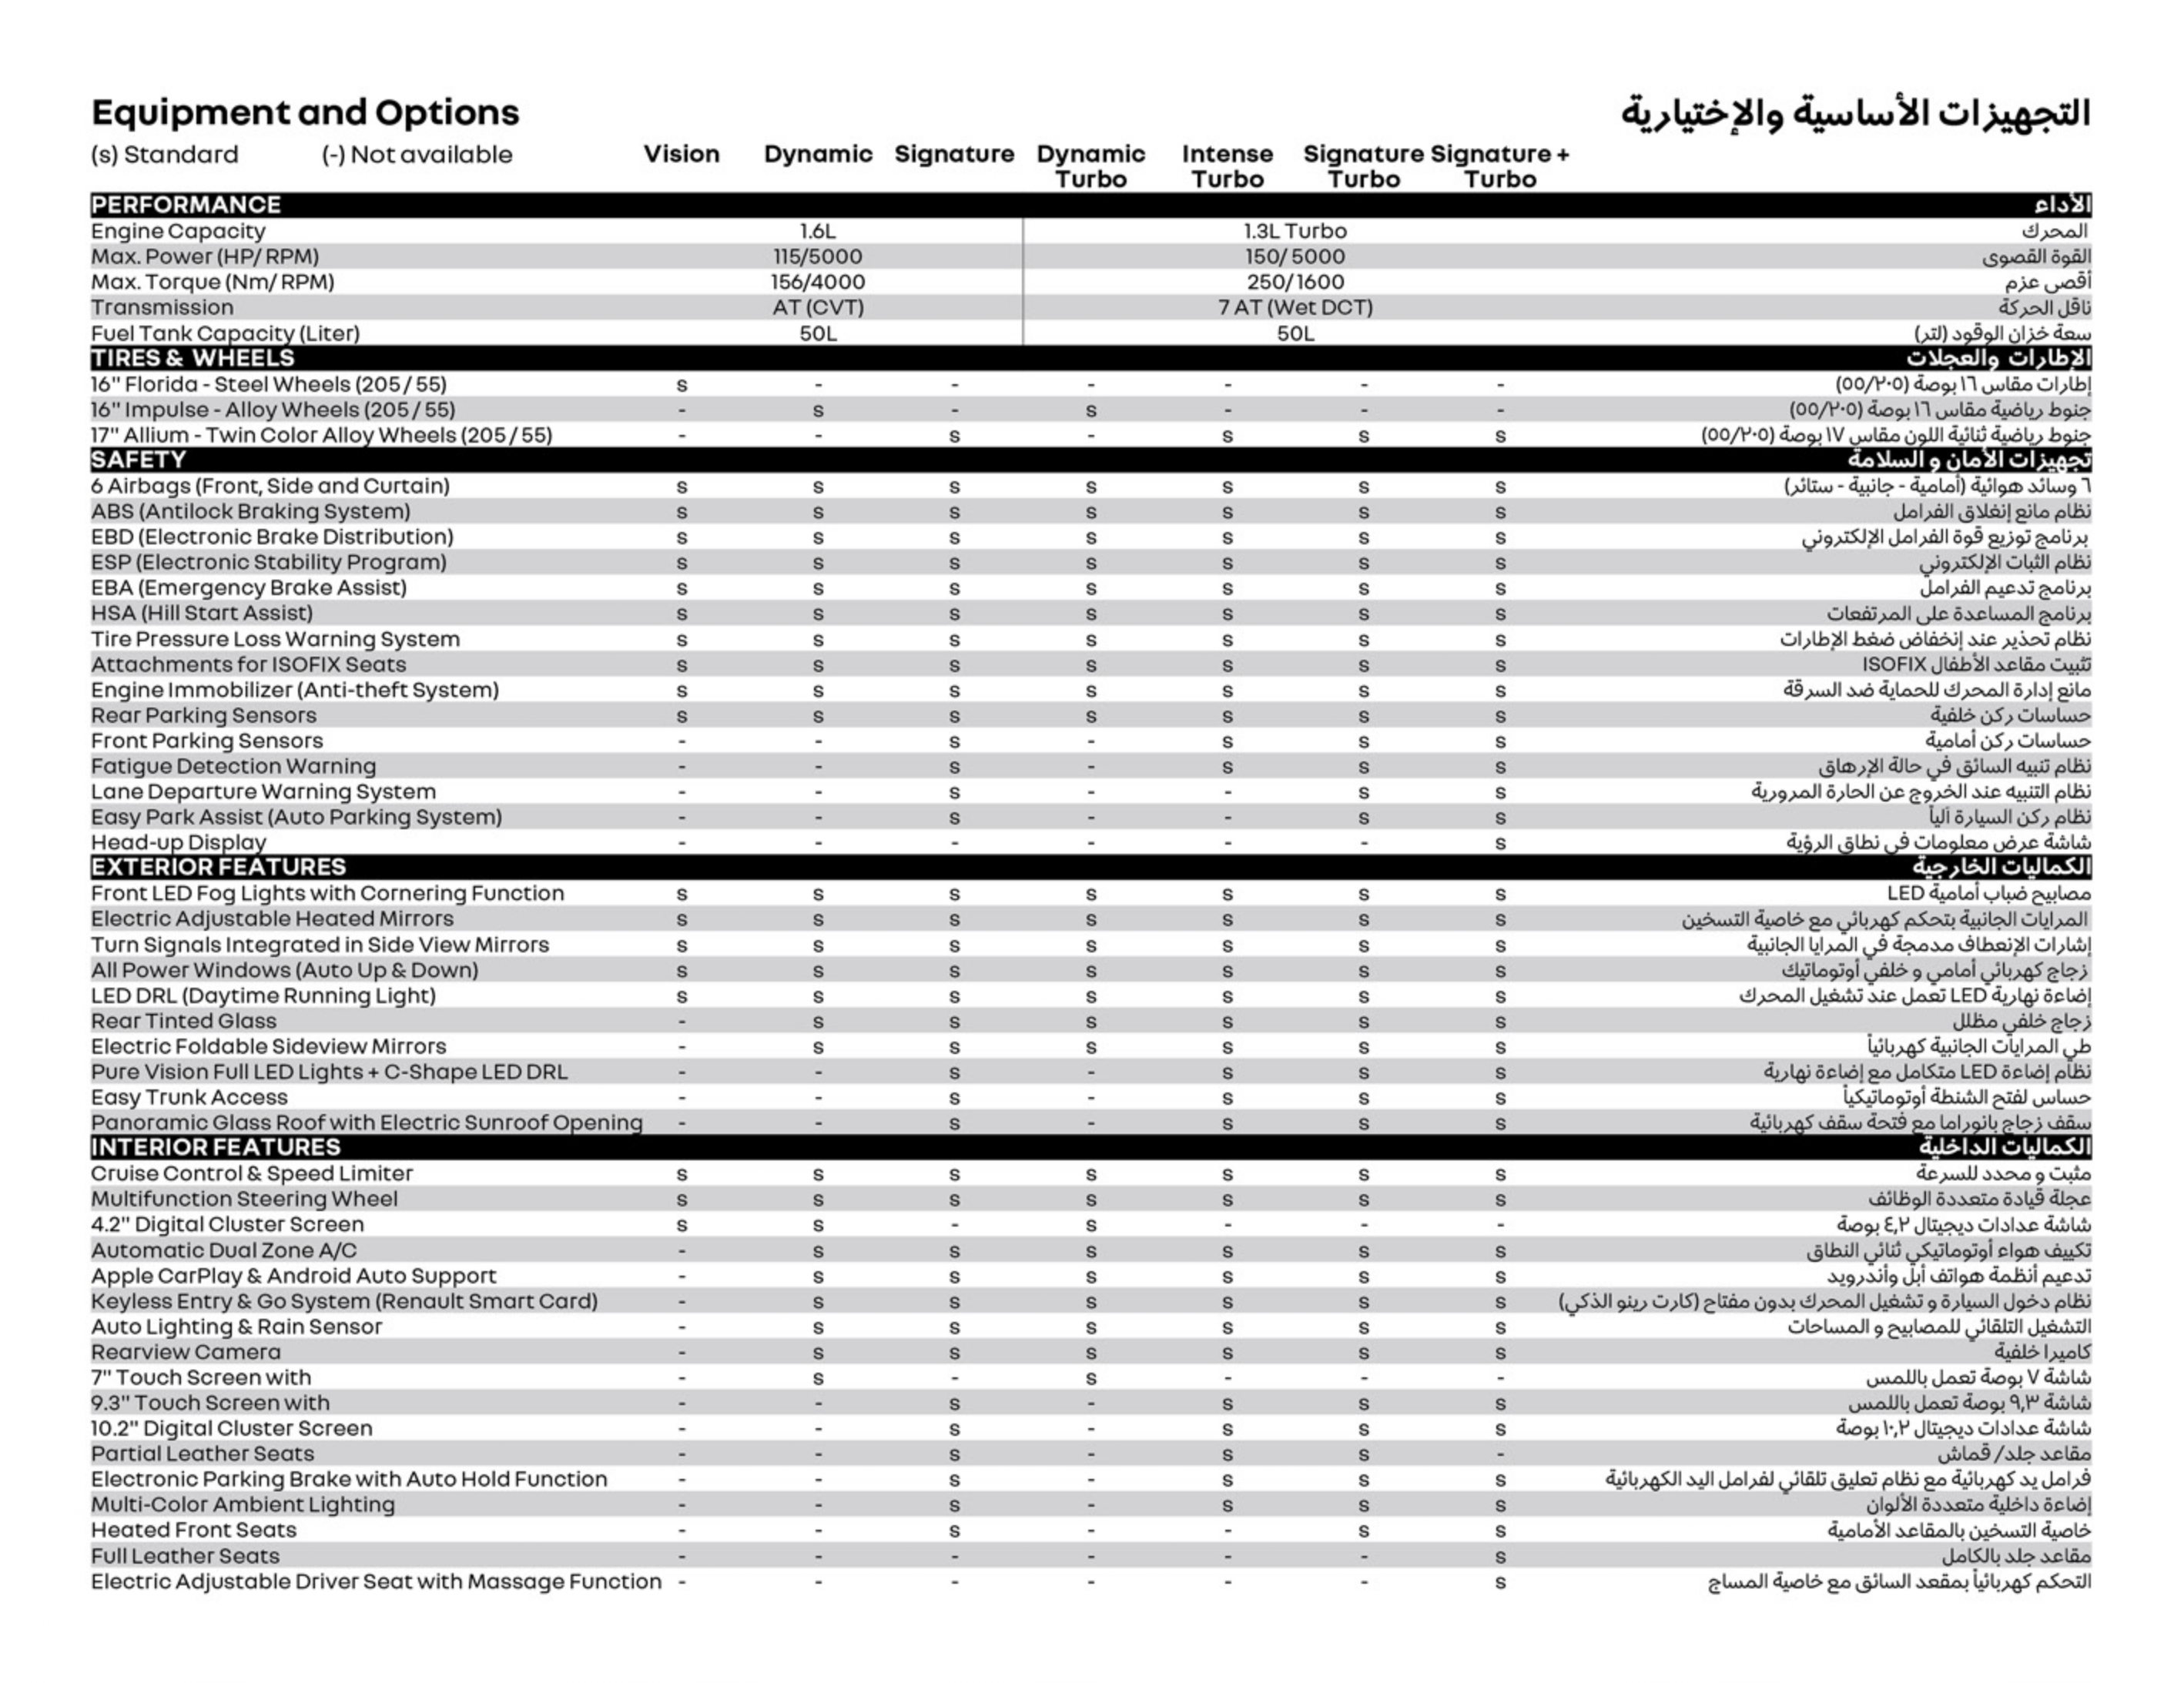 Equipment and Options التجهيزات الأساسية والإختيارية
(s) Standard (-) Not available Vision Dynamic Signature Dynamic Turbo Intense Turbo Signature Turbo Signature + Turbo
PERFORMANCE الأداء
Engine Capacity 1.6L 1.3L Turbo المحرك
Max. Power (HP/ RPM) 115/5000 150/ 5000 القوة القصوى
Max. Torque (Nm/ RPM) 156/4000 250/1600 أقصى عزم
Transmission AT (CVT) 7 AT (Wet DCT) ناقل الحركة
Fuel Tank Capacity (Liter) 50L 50L سعة خزان الوقود (لتر)
TIRES & WHEELS الإطارات والعجلات
16" Florida - Steel Wheels (205 / 55) s - - - - - - إطارات مقاس ١٦ بوصة (٥٥/٢٠٥)
16" Impulse - Alloy Wheels (205 / 55) - s - s - - - جنوط رياضية مقاس ١٦ بوصة (٥٥/٢٠٥)
17" Allium - Twin Color Alloy Wheels (205 / 55) - - s - s s s جنوط رياضية ثنائية اللون مقاس ١٧ بوصة (٥٥/٢٠٥)
SAFETY تجهيزات الأمان و السلامة
6 Airbags (Front, Side and Curtain) s s s s s s s ٦ وسائد هوائية (أمامية - جانبية - ستائر)
ABS (Antilock Braking System) s s s s s s s نظام مانع إنغلاق الفرامل
EBD (Electronic Brake Distribution) s s s s s s s برنامج توزيع قوة الفرامل الإلكتروني
ESP (Electronic Stability Program) s s s s s s s نظام الثبات الإلكتروني
EBA (Emergency Brake Assist) s s s s s s s برنامج تدعيم الفرامل
HSA (Hill Start Assist) s s s s s s s برنامج المساعدة على المرتفعات
Tire Pressure Loss Warning System s s s s s s s نظام تحذير عند إنخفاض ضغط الإطارات
Attachments for ISOFIX Seats s s s s s s s تثبيت مقاعد الأطفال ISOFIX
Engine Immobilizer (Anti-theft System) s s s s s s s مانع إدارة المحرك للحماية ضد السرقة
Rear Parking Sensors s s s s s s s حساسات ركن خلفية
Front Parking Sensors - - s - s s s حساسات ركن أمامية
Fatigue Detection Warning - - s - s s s نظام تنبيه السائق في حالة الإرهاق
Lane Departure Warning System - - s - - s s نظام التنبيه عند الخروج عن الحارة المرورية
Easy Park Assist (Auto Parking System) - - s - - s s نظام ركن السيارة آلياً
Head-up Display - - - - - - s شاشة عرض معلومات في نطاق الرؤية
EXTERIOR FEATURES الكماليات الخارجية
Front LED Fog Lights with Cornering Function s s s s s s s مصابيح ضباب أمامية LED
Electric Adjustable Heated Mirrors s s s s s s s المرايات الجانبية بتحكم كهربائي مع خاصية التسخين
Turn Signals Integrated in Side View Mirrors s s s s s s s إشارات الإنعطاف مدمجة في المرايا الجانبية
All Power Windows (Auto Up & Down) s s s s s s s زجاج كهربائي أمامي و خلفي أوتوماتيك
LED DRL (Daytime Running Light) s s s s s s s إضاءة نهارية LED تعمل عند تشغيل المحرك
Rear Tinted Glass - s s s s s s زجاج خلفي مظلل
Electric Foldable Sideview Mirrors - s s s s s s طي المرايات الجانبية كهربائياً
Pure Vision Full LED Lights + C-Shape LED DRL - - s - s s s نظام إضاءة LED متكامل مع إضاءة نهارية
Easy Trunk Access - - s - s s s حساس لفتح الشنطة أوتوماتيكياً
Panoramic Glass Roof with Electric Sunroof Opening - - s - s s s سقف زجاج بانوراما مع فتحة سقف كهربائية
INTERIOR FEATURES الكماليات الداخلية
Cruise Control & Speed Limiter s s s s s s s مثبت و محدد للسرعة
Multifunction Steering Wheel s s s s s s s عجلة قيادة متعددة الوظائف
4.2" Digital Cluster Screen s s - s - - - شاشة عدادات ديجيتال ٤,٢ بوصة
Automatic Dual Zone A/C - s s s s s s تكييف هواء أوتوماتيكي ثنائي النطاق
Apple CarPlay & Android Auto Support - s s s s s s تدعيم أنظمة هواتف أبل وأندرويد
Keyless Entry & Go System (Renault Smart Card) - s s s s s s نظام دخول السيارة و تشغيل المحرك بدون مفتاح (كارت رينو الذكي)
Auto Lighting & Rain Sensor - s s s s s s التشغيل التلقائي للمصابيح و المساحات
Rearview Camera - s s s s s s كاميرا خلفية
7" Touch Screen with - s - s - - - شاشة ٧ بوصة تعمل باللمس
9.3" Touch Screen with - - s - s s s شاشة ٩,٣ بوصة تعمل باللمس
10.2" Digital Cluster Screen - - s - s s s شاشة عدادات ديجيتال ١٠,٢ بوصة
Partial Leather Seats - - s - s s - مقاعد جلد/ قماش
Electronic Parking Brake with Auto Hold Function - - s - s s s فرامل يد كهربائية مع نظام تعليق تلقائي لفرامل اليد الكهربائية
Multi-Color Ambient Lighting - - s - s s s إضاءة داخلية متعددة الألوان
Heated Front Seats - - s - - s s خاصية التسخين بالمقاعد الأمامية
Full Leather Seats - - - - - - s مقاعد جلد بالكامل
Electric Adjustable Driver Seat with Massage Function - - - - - - s التحكم كهربائياً بمقعد السائق مع خاصية المساج